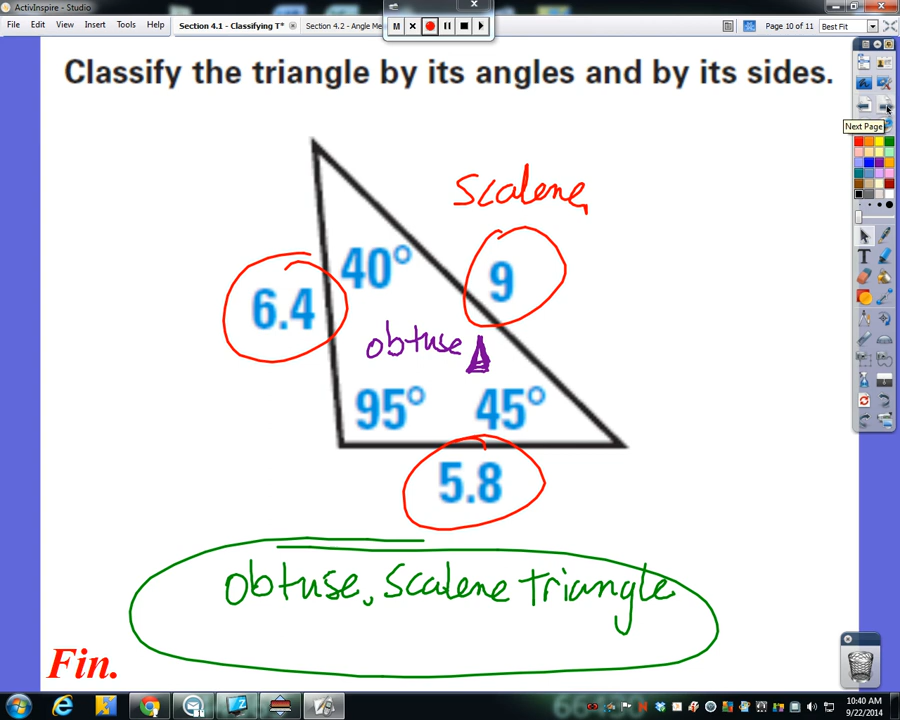 ActivInspire - Studio
File Edit View Insert Tools Help
Section 4.1 - Classifying T* Section 4.2 - Angle Me
M
Page 10 of 11 Best Fit
Next Page
Classify the triangle by its angles and by its sides.
scalene
40°
9
6.4
obtuse
95° 45°
5.8
obtuse, scalene triangle
Fin.
10:40 AM
9/22/2014